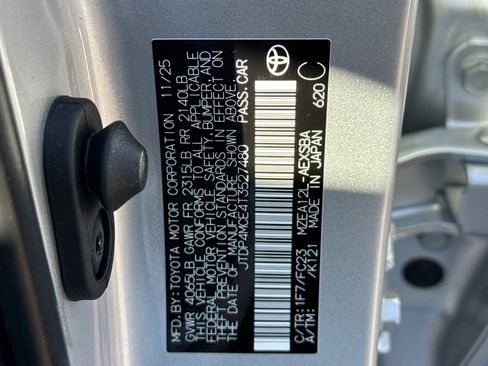 MFD.BY:TOYOTA MOTOR CORPORATION 11/25
GVWR 4065LB GAWR FR 2315LB RR 2140LB
THIS VEHICLE CONFORMS TO ALL APPLICABLE
FEDERAL MOTOR VEHICLE SAFETY, BUMPER,AND
THEFT PREVENTION STANDARDS IN EFFECT ON
THE DATE OF MANUFACTURE SHOWN ABOVE.
JTDP4MCE4T3527480 PASS.CAR
C/TR:1F7/FC23 MZEA12L-AEXSBA
A/TM: /K121 MADE IN JAPAN 620 C